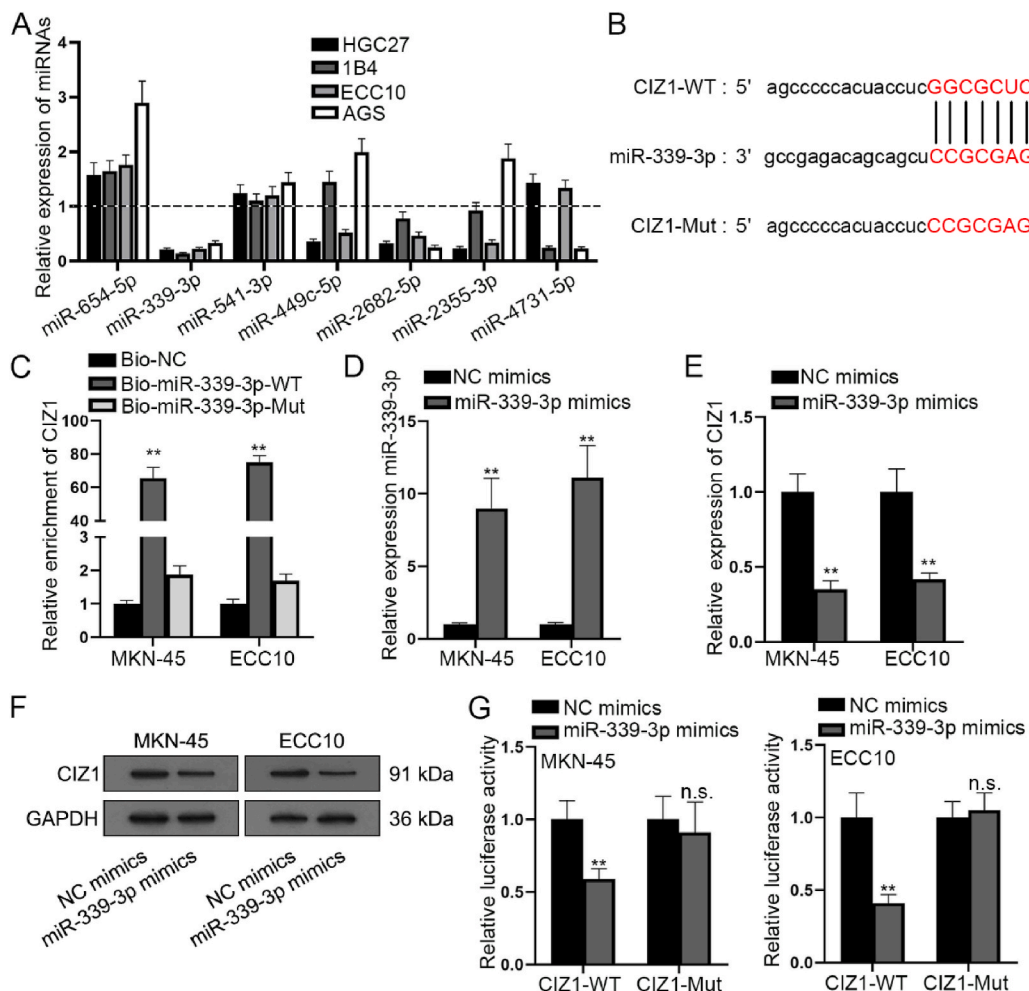 A
Relative expression of miRNAs
4
3
2
1
0
HGC27
1B4
ECC10
AGS
miR-654-5p
miR-339-3p
miR-541-3p
miR-449c-5p
miR-2682-5p
miR-2355-3p
miR-4731-5p
B
CIZ1-WT : 5' agcccccacuaccucGGCGCUC
miR-339-3p : 3' gccgagacagcagcuCCGCGAG
CIZ1-Mut : 5' agcccccacuaccucCCGCGAG
C
Bio-NC
Bio-miR-339-3p-WT
Bio-miR-339-3p-Mut
Relative enrichment of CIZ1
100
80
60
40
2
1
0
** **
MKN-45 ECC10
D
NC mimics
miR-339-3p mimics
Relative expression miR-339-3p
15
10
5
0
** **
MKN-45 ECC10
E
NC mimics
miR-339-3p mimics
Relative expression of CIZ1
1.5
1.0
0.5
0.0
** **
MKN-45 ECC10
F
MKN-45 ECC10
CIZ1 91 kDa
GAPDH 36 kDa
NC mimics
miR-339-3p mimics
NC mimics
miR-339-3p mimics
G
NC mimics
miR-339-3p mimics
Relative luciferase activity
1.5
1.0
0.5
0.0
MKN-45
** n.s.
CIZ1-WT CIZ1-Mut
NC mimics
miR-339-3p mimics
Relative luciferase activity
1.5
1.0
0.5
0.0
ECC10
** n.s.
CIZ1-WT CIZ1-Mut